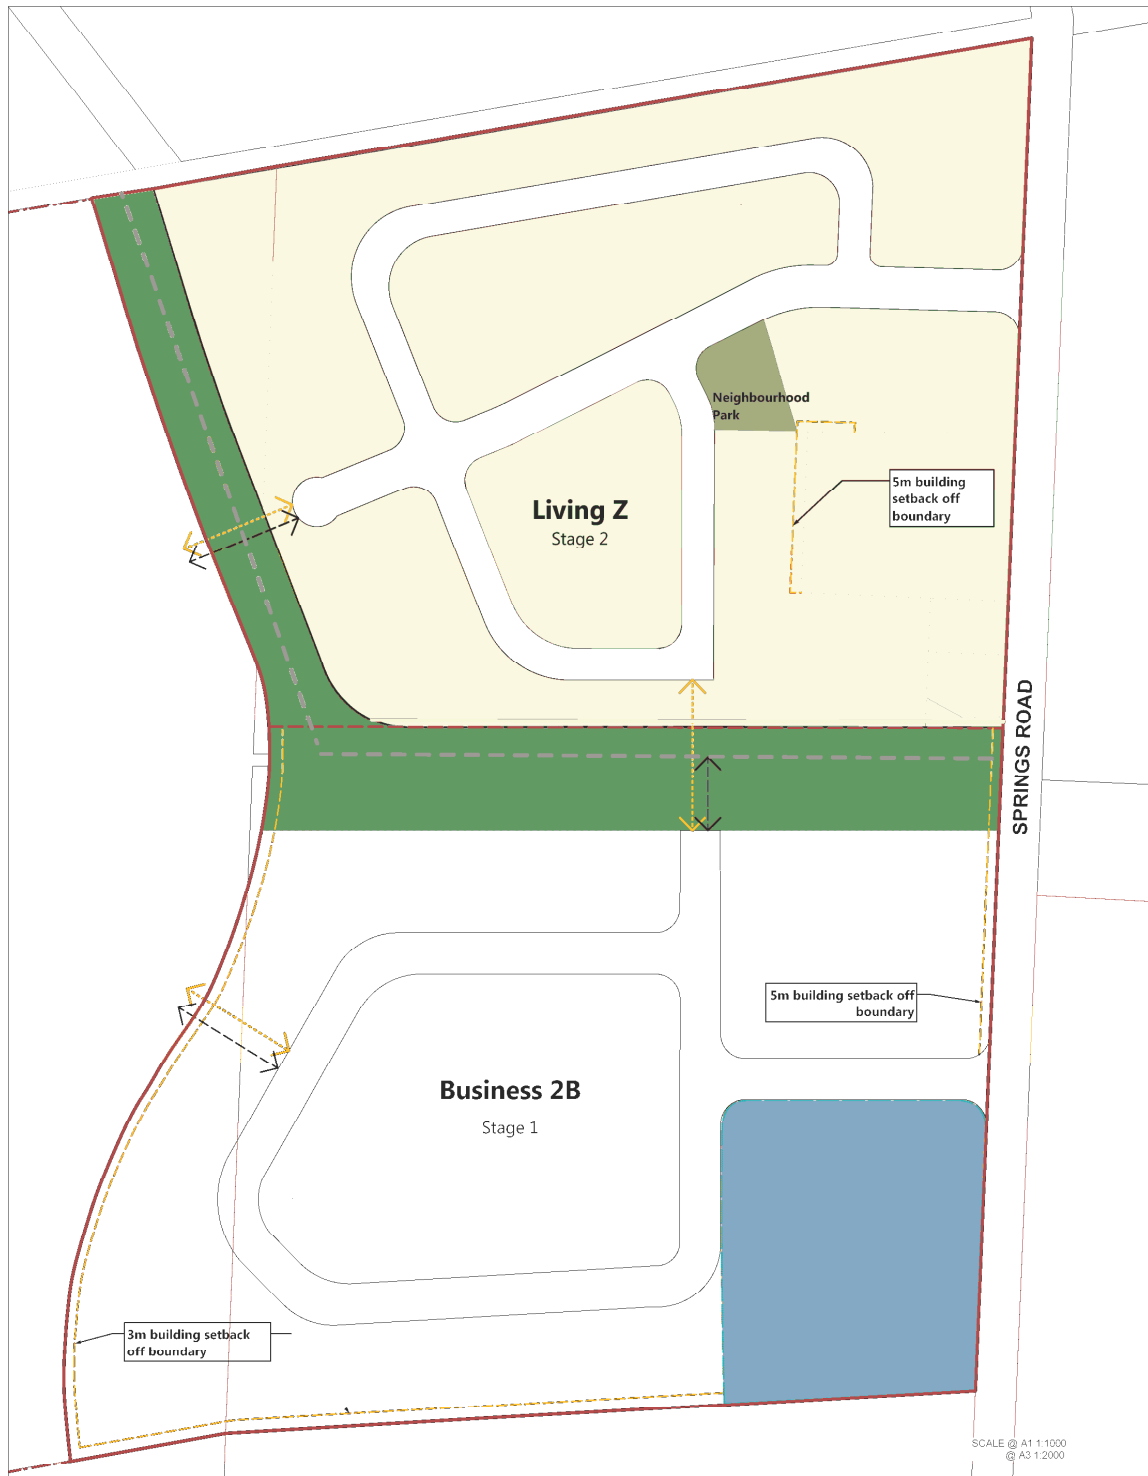 Neighbourhood
Park
5m building
setback off
boundary
Living Z
Stage 2
SPRINGS ROAD
5m building setback off
boundary
Business 2B
Stage 1
3m building setback
off boundary
SCALE @ A1 1:1000
@ A3 1:2000